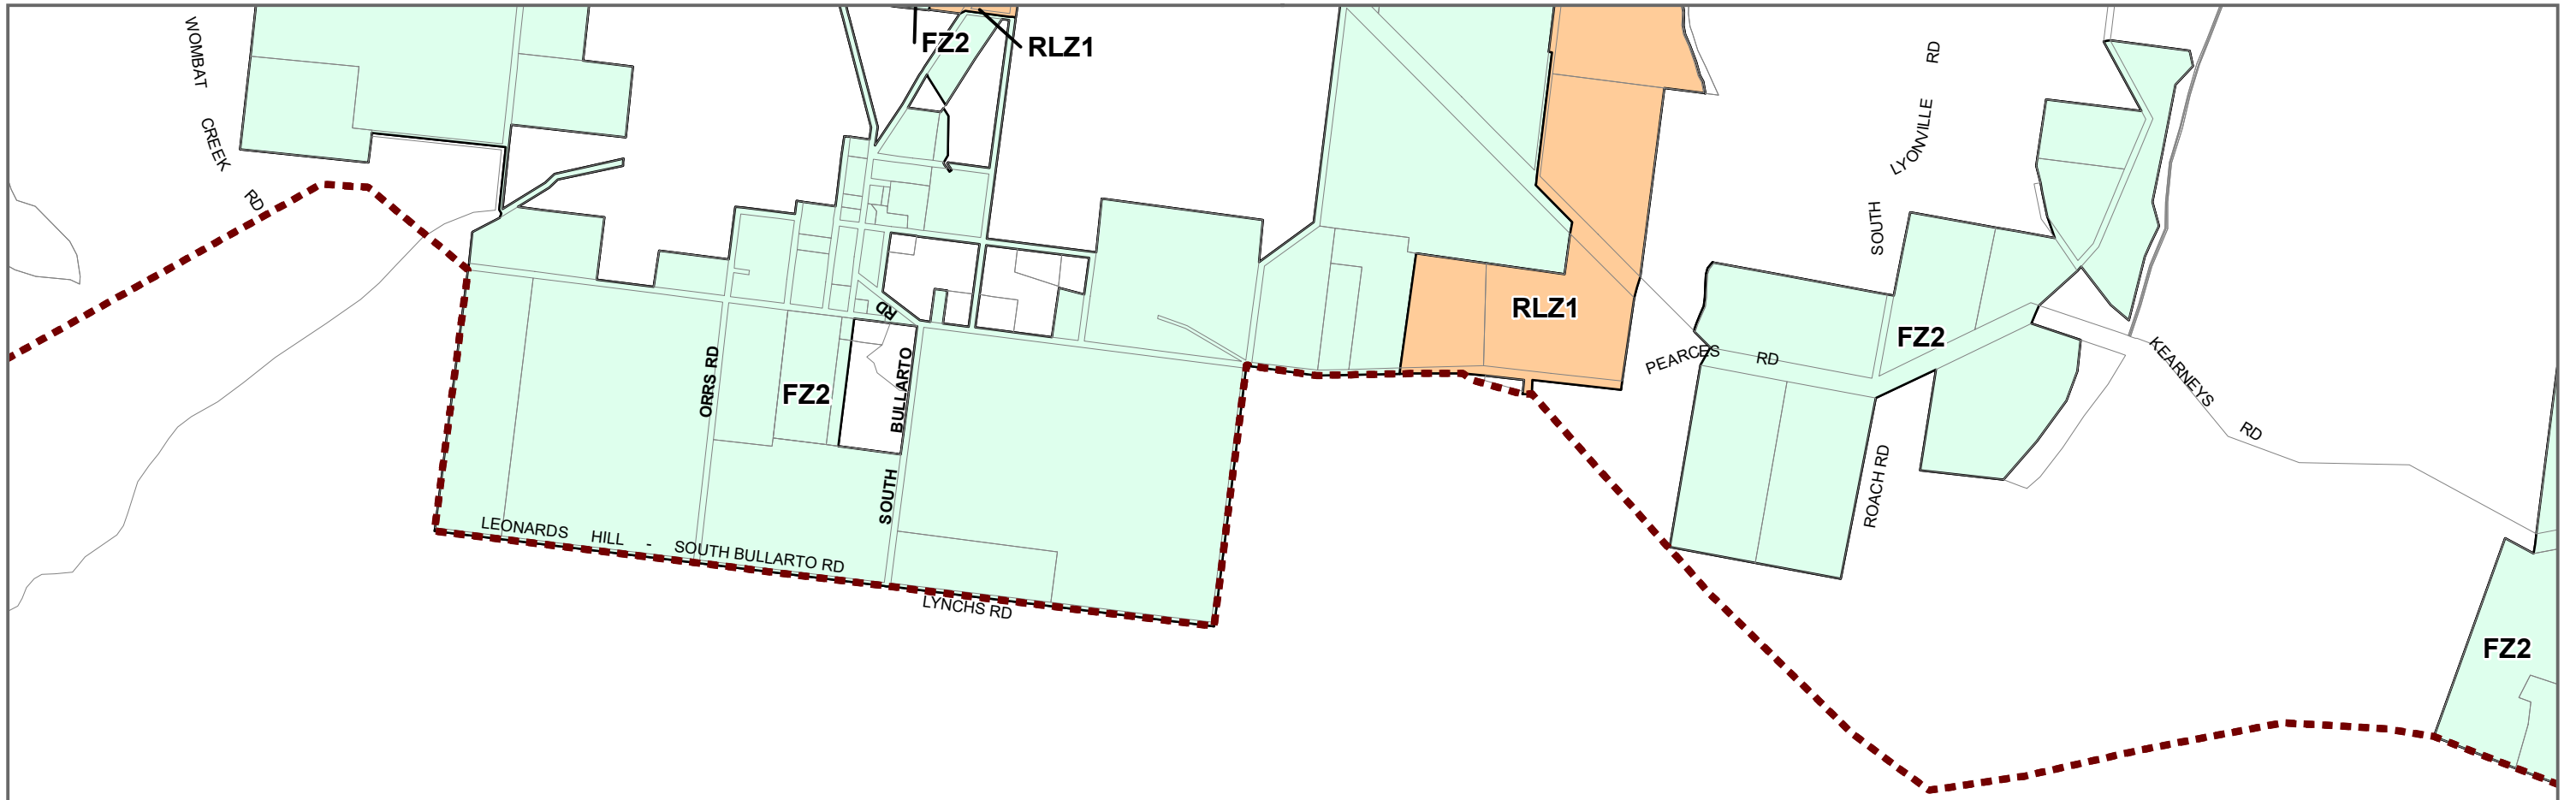 WOMBAT CREEK RD
FZ2
RLZ1
SOUTH LYONVILLE RD
RLZ1
FZ2
PEARCES RD
KEARNEYS RD
RD
ORRS RD
FZ2
SOUTH BULLARTO
ROACH RD
LEONARDS HILL - SOUTH BULLARTO RD
LYNCHS RD
FZ2